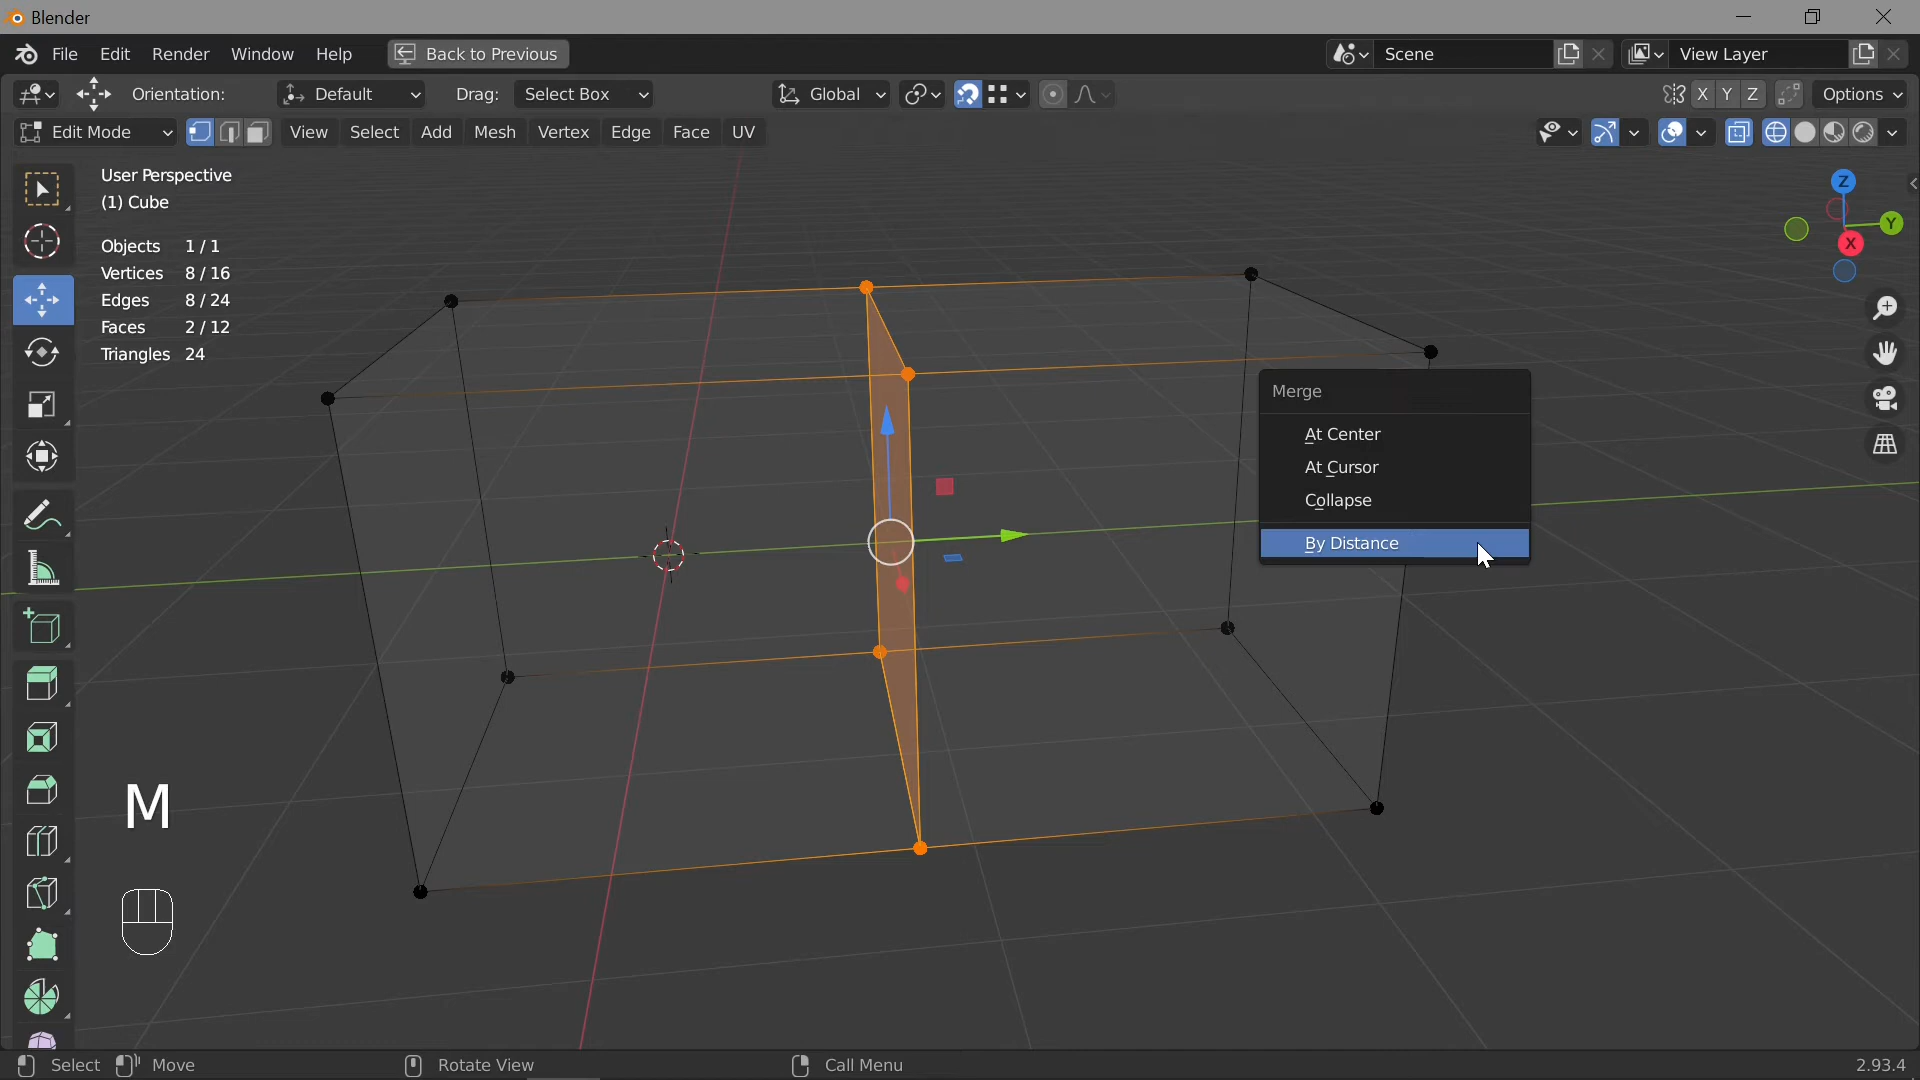 Blender
File Edit Render Window Help Back to Previous Scene View Layer
Orientation: Default Drag: Select Box Global X Y Z Options
Edit Mode View Select Add Mesh Vertex Edge Face UV
User Perspective
(1) Cube
Objects 1/1
Vertices 8/16
Edges 8/24
Faces 2/12
Triangles 24
Z
Y
X
Merge
At Center
At Cursor
Collapse
By Distance
M
Select Move Rotate View Call Menu 2.93.4